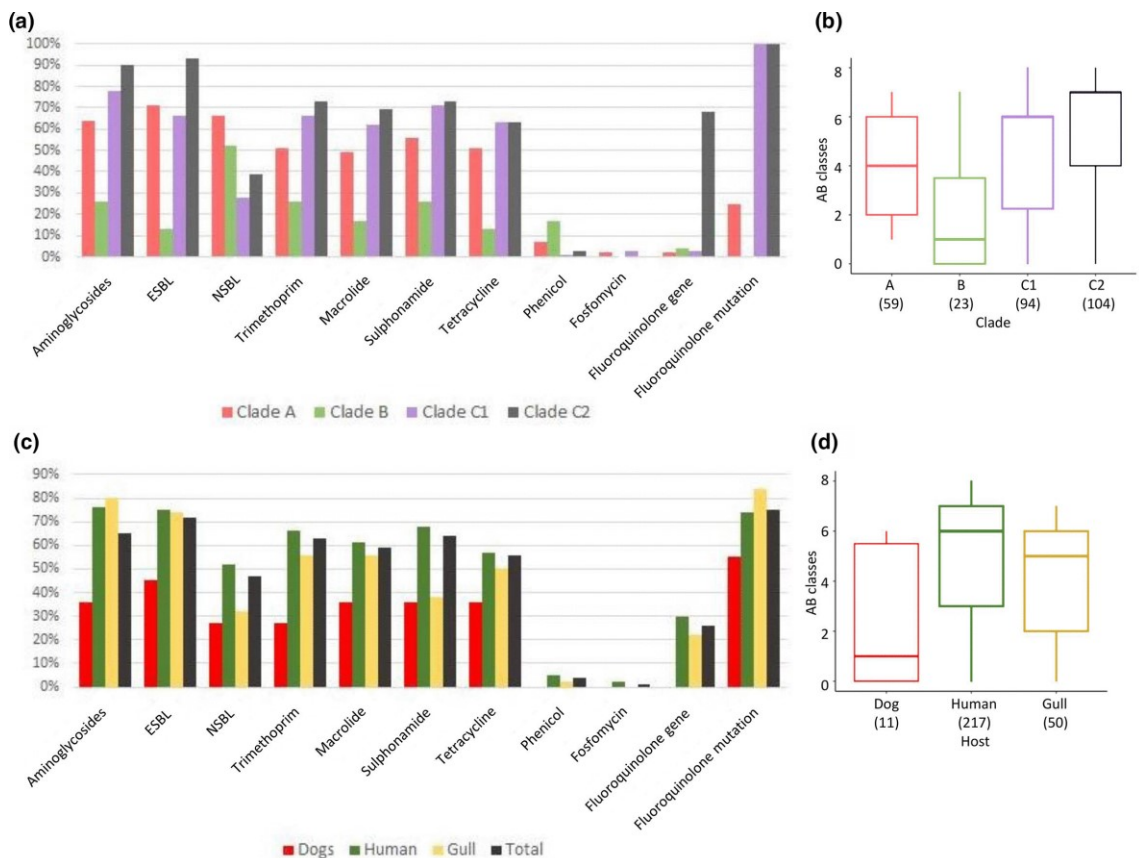 (a)
100%
90%
80%
70%
60%
50%
40%
30%
20%
10%
0%
Aminoglycosides
ESBL
NSBL
Trimethoprim
Macrolide
Sulphonamide
Tetracycline
Phenicol
Fosfomycin
Fluoroquinolone gene
Fluoroquinolone mutation
Clade A Clade B Clade C1 Clade C2
(b)
AB classes
8
6
4
2
0
A B C1 C2
(59) (23) (94) (104)
Clade
(c)
90%
80%
70%
60%
50%
40%
30%
20%
10%
0%
Aminoglycosides
ESBL
NSBL
Trimethoprim
Macrolide
Sulphonamide
Tetracycline
Phenicol
Fosfomycin
Fluoroquinolone gene
Fluoroquinolone mutation
Dogs Human Gull Total
(d)
AB classes
8
6
4
2
0
Dog Human Gull
(11) (217) (50)
Host